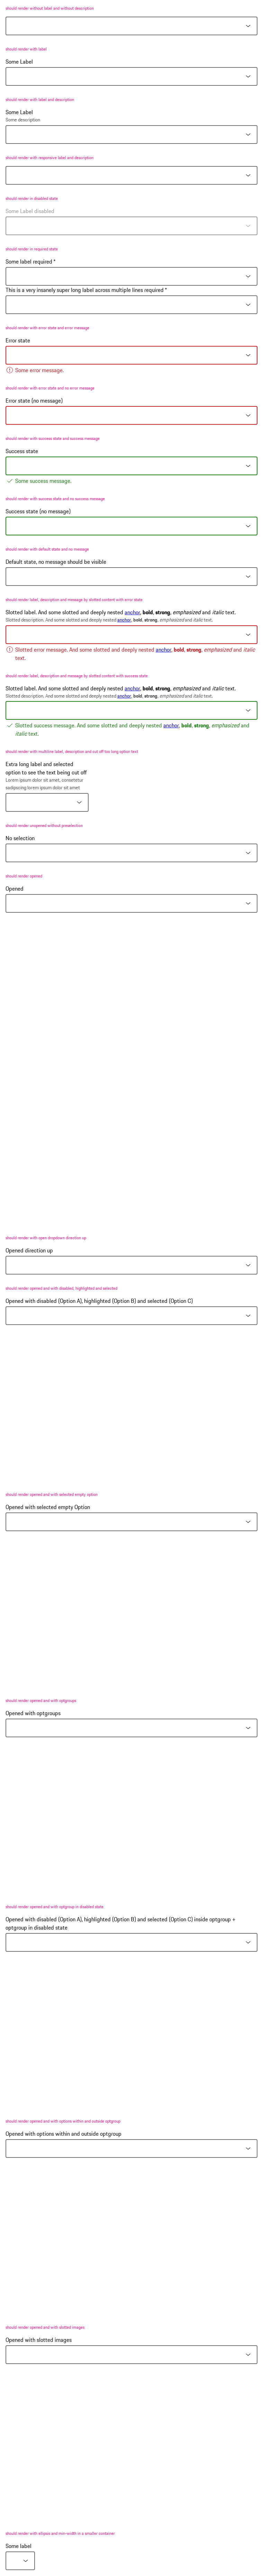 should render without label and without description
should render with label
Some Label
should render with label and description
Some Label
Some description
should render with responsive label and description
should render in disabled state
Some Label disabled
should render in required state
Some label required *
This is a very insanely super long label across multiple lines required *
should render with error state and error message
Error state
Some error message.
should render with error state and no error message
Error state (no message)
should render with success state and success message
Success state
Some success message.
should render with success state and no success message
Success state (no message)
should render with default state and no message
Default state, no message should be visible
should render label, description and message by slotted content with error state
Slotted label. And some slotted and deeply nested anchor, bold, strong, emphasized and italic text.
Slotted description. And some slotted and deeply nested anchor, bold, strong, emphasized and italic text.
Slotted error message. And some slotted and deeply nested anchor, bold, strong, emphasized and italic
text.
should render label, description and message by slotted content with success state
Slotted label. And some slotted and deeply nested anchor, bold, strong, emphasized and italic text.
Slotted description. And some slotted and deeply nested anchor, bold, strong, emphasized and italic text.
Slotted success message. And some slotted and deeply nested anchor, bold, strong, emphasized and
italic text.
should render with multiline label, description and cut off too long option text
Extra long label and selected
option to see the text being cut off
Lorem ipsum dolor sit amet, consetetur
sadipscing lorem ipsum dolor sit amet
should render unopened without preselection
No selection
should render opened
Opened
should render with open dropdown direction up
Opened direction up
should render opened and with disabled, highlighted and selected
Opened with disabled (Option A), highlighted (Option B) and selected (Option C)
should render opened and with selected empty option
Opened with selected empty Option
should render opened and with optgroups
Opened with optgroups
should render opened and with optgroup in disabled state
Opened with disabled (Option A), highlighted (Option B) and selected (Option C) inside optgroup +
optgroup in disabled state
should render opened and with options within and outside optgroup
Opened with options within and outside optgroup
should render opened and with slotted images
Opened with slotted images
should render with ellipsis and min-width in a smaller container
Some label